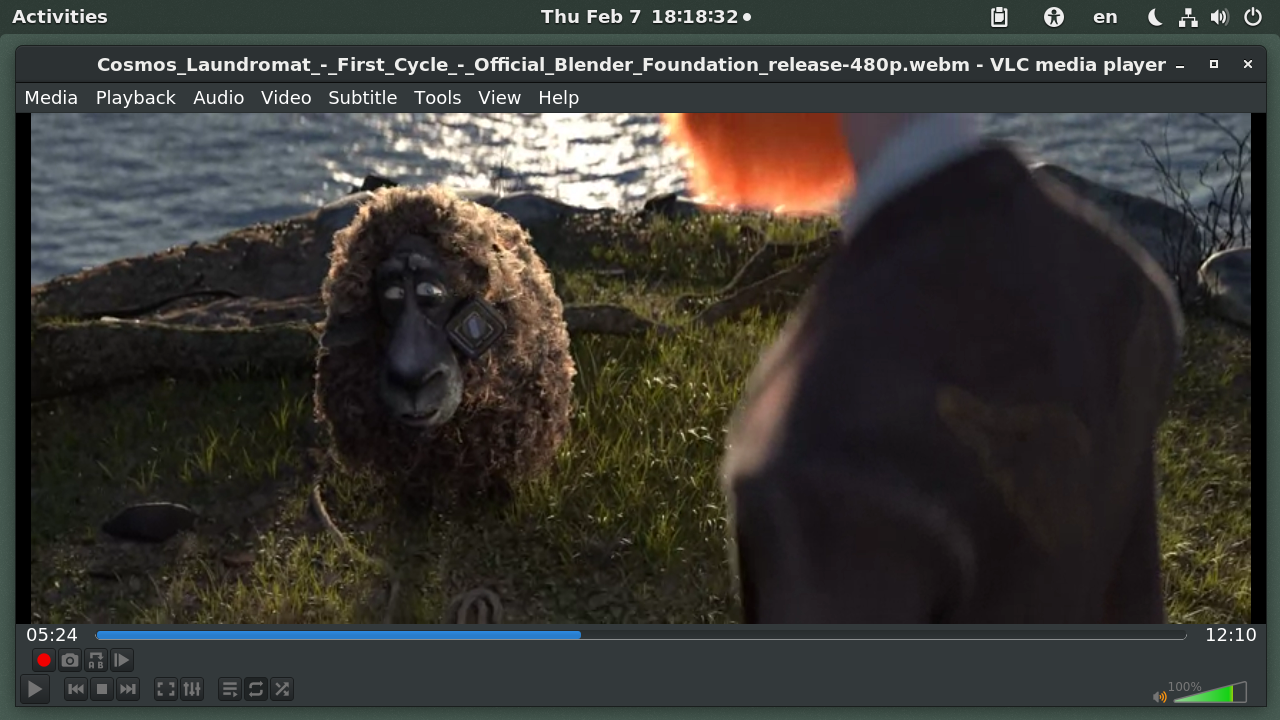 Activities
Thu Feb 7 18:18:32
en
Cosmos_Laundromat_-_First_Cycle_-_Official_Blender_Foundation_release-480p.webm - VLC media player
Media Playback Audio Video Subtitle Tools View Help
05:24
12:10
A B
100%